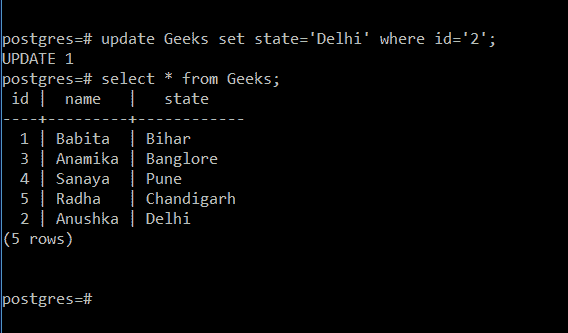 postgres=# update Geeks set state='Delhi' where id='2';
UPDATE 1
postgres=# select * from Geeks;
 id |  name   |   state
----+---------+------------
  1 | Babita  | Bihar
  3 | Anamika | Banglore
  4 | Sanaya  | Pune
  5 | Radha   | Chandigarh
  2 | Anushka | Delhi
(5 rows)
postgres=#